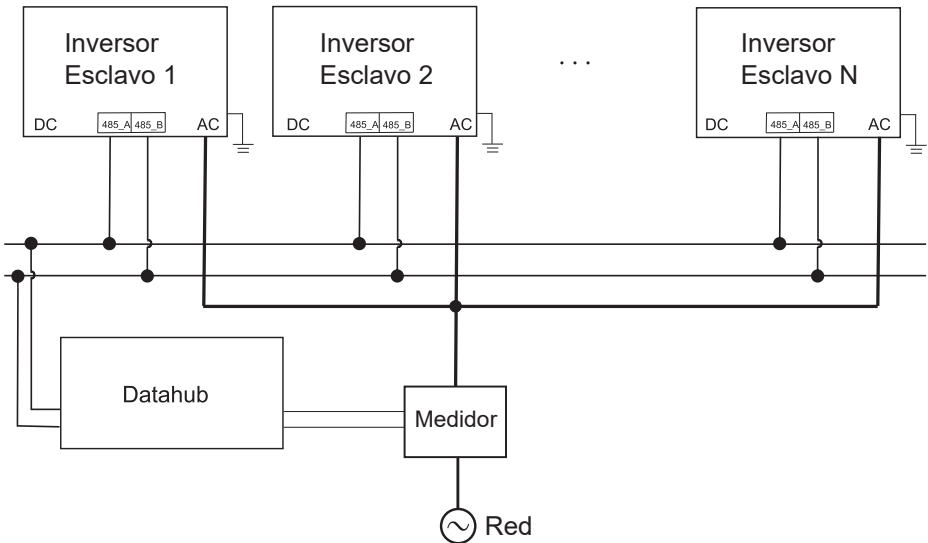 Inversor
Esclavo 1
DC 485_A 485_B AC
Inversor
Esclavo 2
DC 485_A 485_B AC
. . .
Inversor
Esclavo N
DC 485_A 485_B AC
Datahub
Medidor
Red